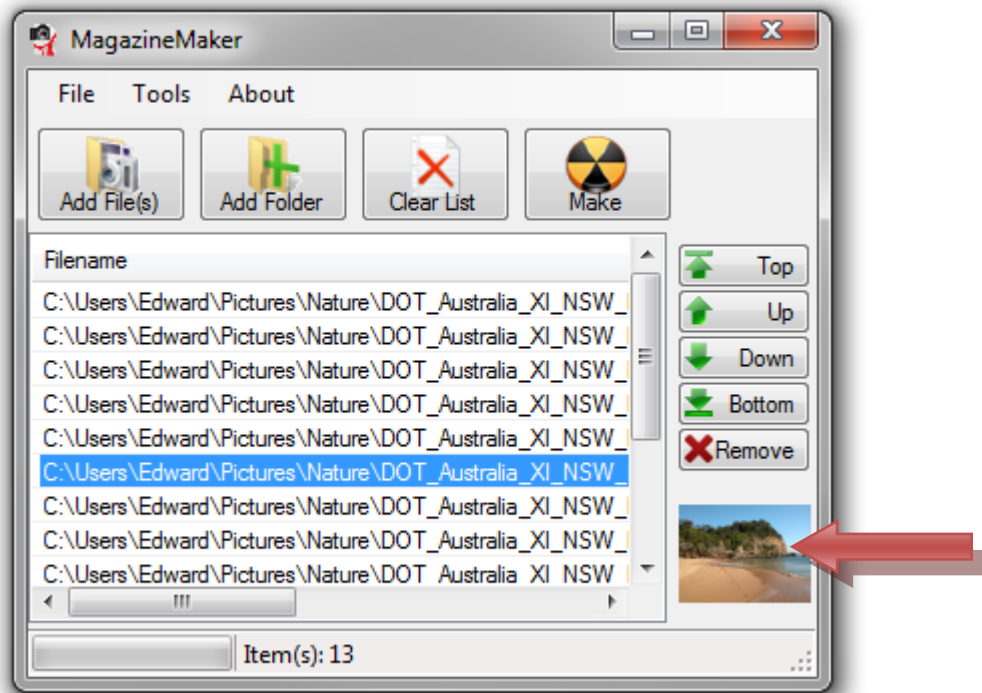 MagazineMaker
File Tools About
Add File(s) Add Folder Clear List Make
Filename
C:\Users\Edward\Pictures\Nature\DOT_Australia_XI_NSW_
C:\Users\Edward\Pictures\Nature\DOT_Australia_XI_NSW_
C:\Users\Edward\Pictures\Nature\DOT_Australia_XI_NSW_
C:\Users\Edward\Pictures\Nature\DOT_Australia_XI_NSW_
C:\Users\Edward\Pictures\Nature\DOT_Australia_XI_NSW_
C:\Users\Edward\Pictures\Nature\DOT_Australia_XI_NSW_
C:\Users\Edward\Pictures\Nature\DOT_Australia_XI_NSW_
C:\Users\Edward\Pictures\Nature\DOT_Australia_XI_NSW_
C:\Users\Edward\Pictures\Nature\DOT_Australia_XI_NSW
Top
Up
Down
Bottom
Remove
Item(s): 13